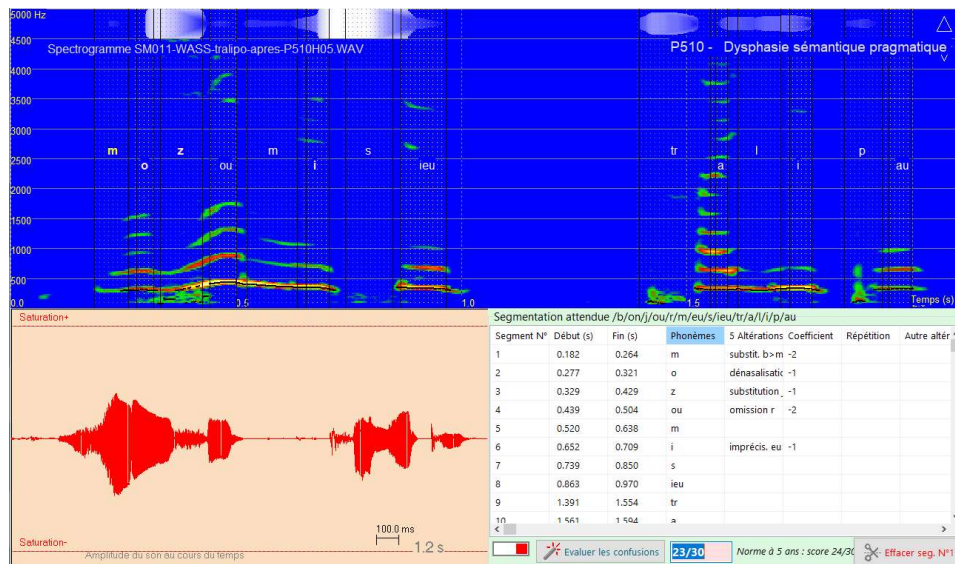 5000 Hz
4500
Spectrogramme SM011-WASS-tralipo-apres-P510H05.WAV
P510 - Dysphasie sémantique pragmatique
4000
3500
3000
2500
m z m s tr l p
o ou i ieu a i au
2000
1500
1000
500
0.0 0.5 1.0 1.5 Temps (s)
Saturation+
Saturation-
Amplitude du son au cours du temps
100.0 ms
1.2 s
Segmentation attendue /b/on/j/ou/r/m/eu/s/ieu/tr/a/l/i/p/au
Segment N° Début (s) Fin (s) Phonèmes 5 Altérations Coefficient Répétition Autre altér
1 0.182 0.264 m substit. b>m -2
2 0.277 0.321 o dénasalisatic -1
3 0.329 0.429 z substitution -1
4 0.439 0.504 ou omission r -2
5 0.520 0.638 m
6 0.652 0.709 i imprécis. eu -1
7 0.739 0.850 s
8 0.863 0.970 ieu
9 1.391 1.554 tr
10 1.561 1.594 a
Evaluer les confusions 23/30 Norme à 5 ans : score 24/30 Effacer seg. N°1